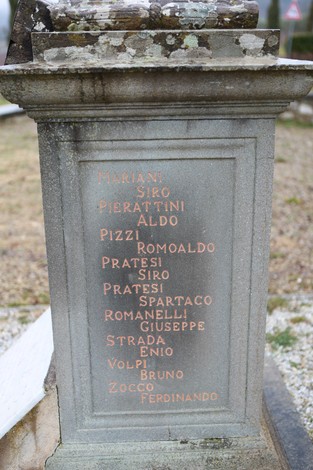 MARIANI
SIRO
PIERATTINI
ALDO
PIZZI
ROMOALDO
PRATESI
SIRO
PRATESI
SPARTACO
ROMANELLI
GIUSEPPE
STRADA
ENIO
VOLPI
BRUNO
ZOCCO
FERDINANDO